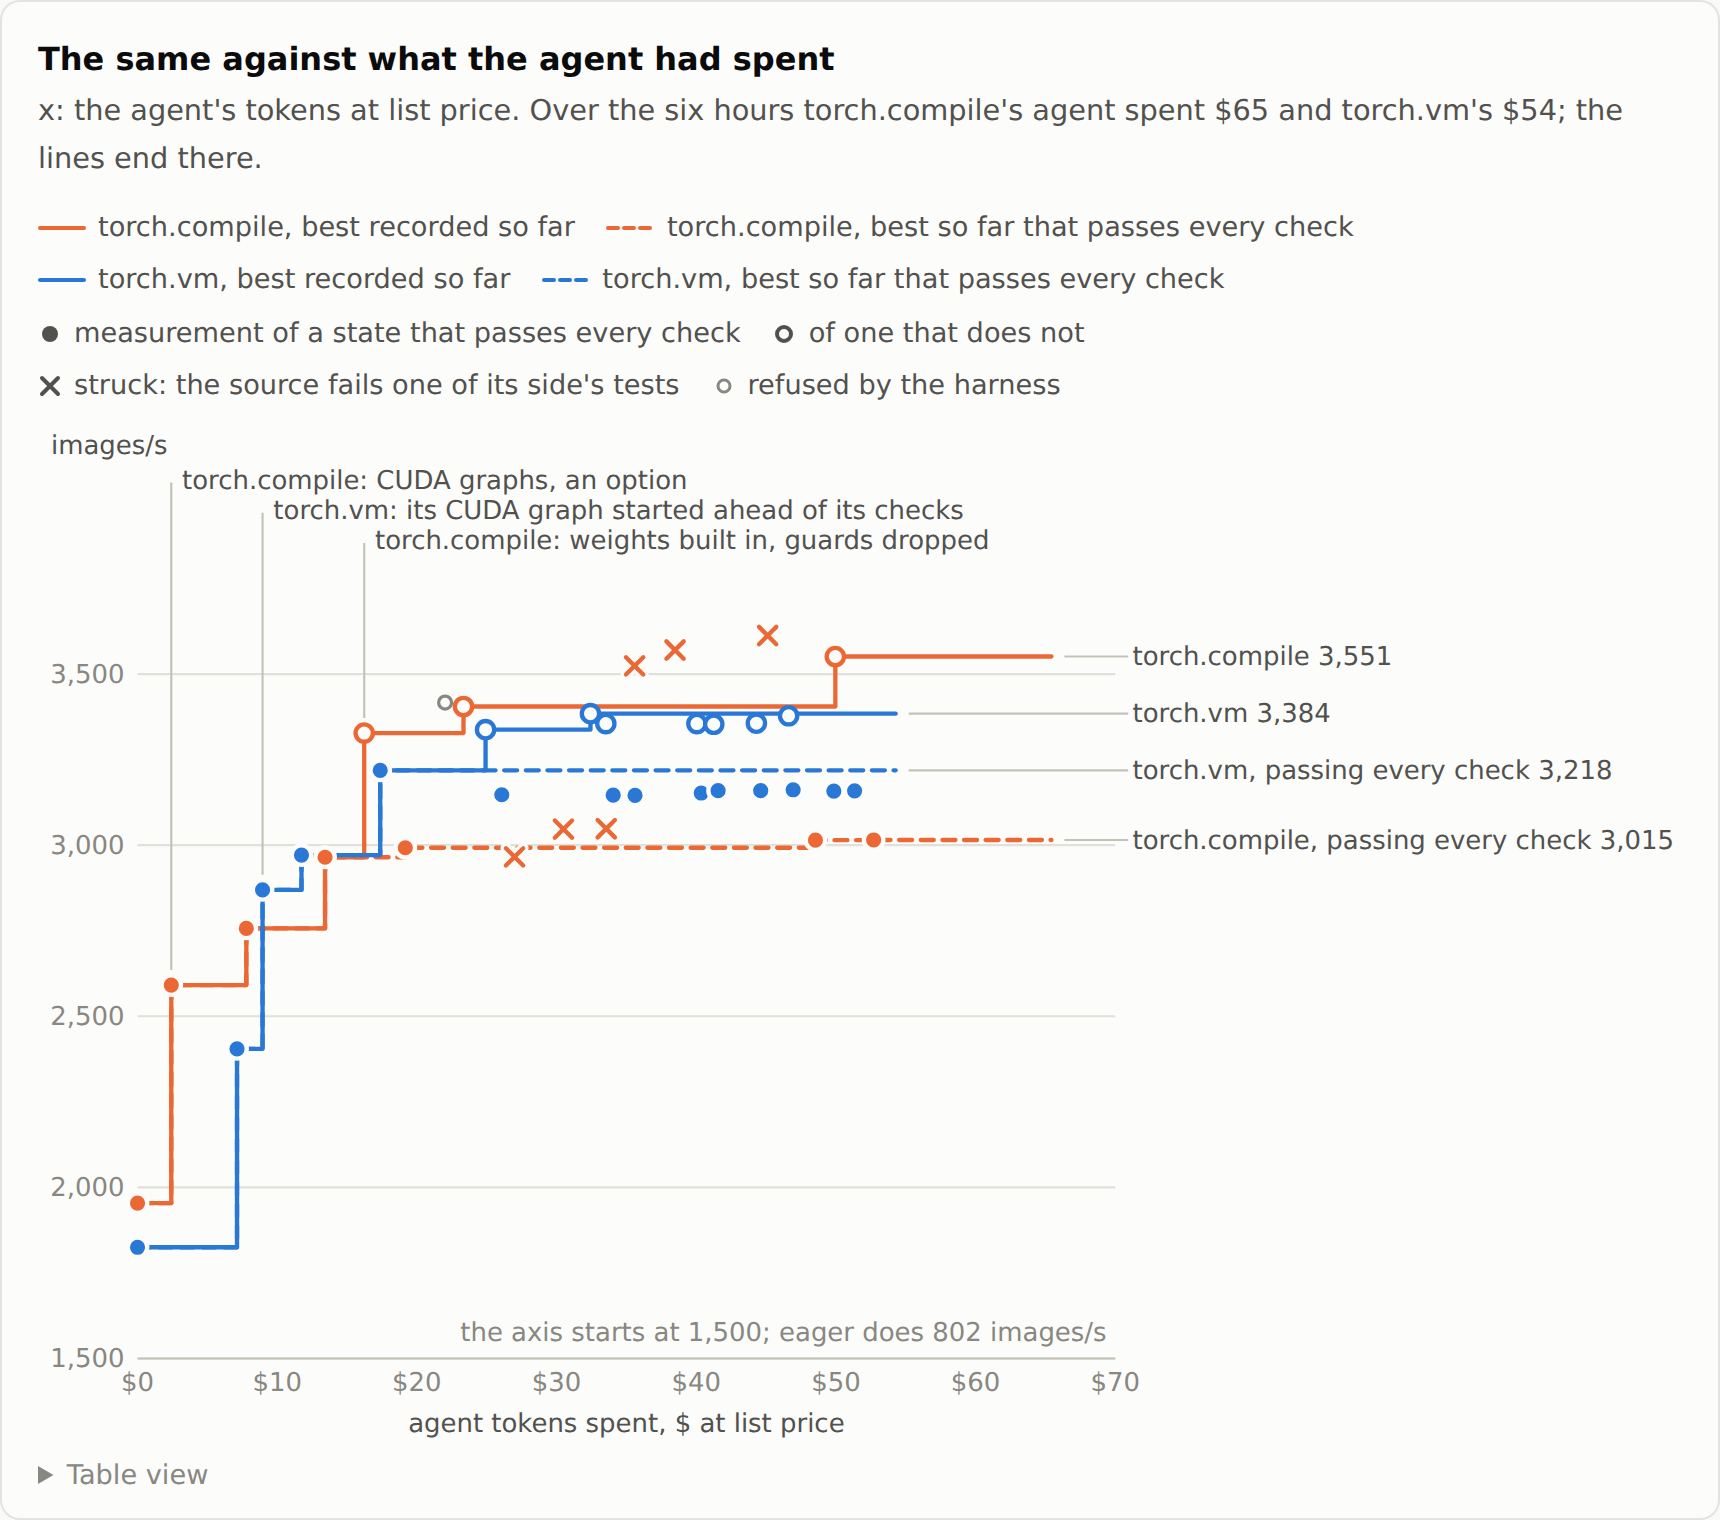 The same against what the agent had spent
x: the agent's tokens at list price. Over the six hours torch.compile's agent spent $65 and torch.vm's $54; the
lines end there.
torch.compile, best recorded so far torch.compile, best so far that passes every check
torch.vm, best recorded so far torch.vm, best so far that passes every check
measurement of a state that passes every check of one that does not
struck: the source fails one of its side's tests refused by the harness
images/s
torch.compile: CUDA graphs, an option
torch.vm: its CUDA graph started ahead of its checks
torch.compile: weights built in, guards dropped
torch.compile 3,551
3,500
torch.vm 3,384
torch.vm, passing every check 3,218
3,000
torch.compile, passing every check 3,015
2,500
2,000
the axis starts at 1,500; eager does 802 images/s
1,500
$0 $10 $20 $30 $40 $50 $60 $70
agent tokens spent, $ at list price
Table view